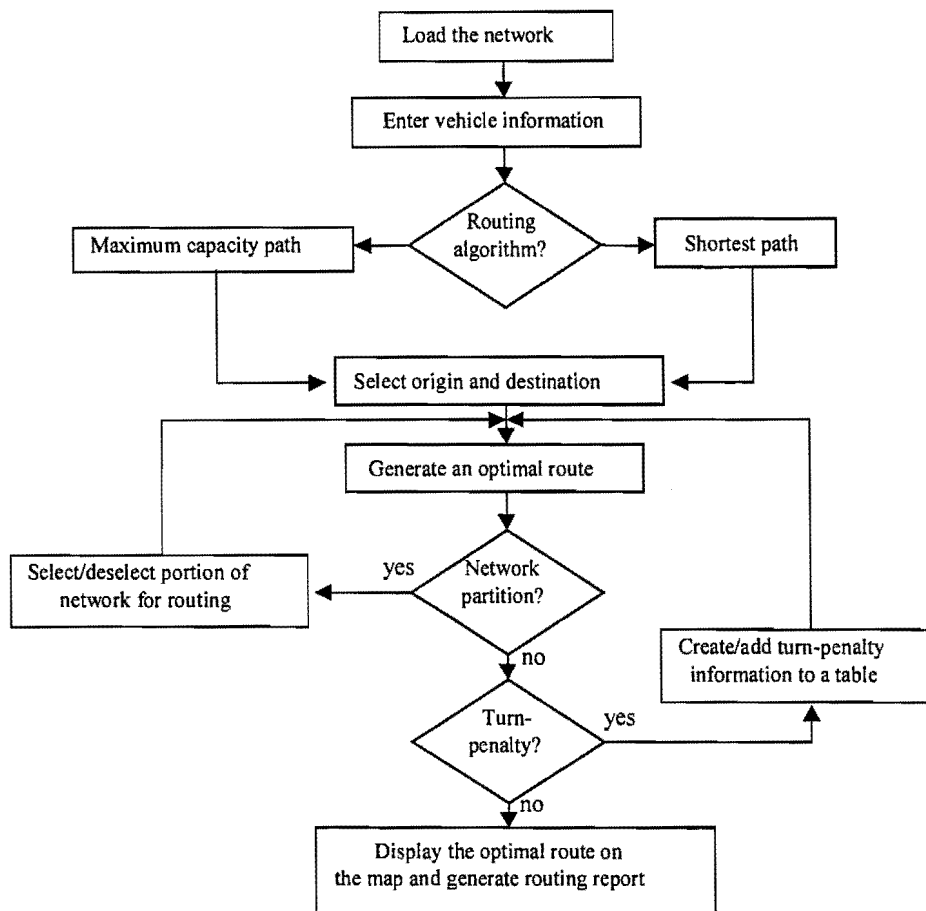 Load the network
Enter vehicle information
Routing
algorithm?
Maximum capacity path
Shortest path
Select origin and destination
Generate an optimal route
Network
partition?
yes
Select/deselect portion of
network for routing
no
Create/add turn-penalty
information to a table
Turn-
penalty?
yes
no
Display the optimal route on
the map and generate routing report